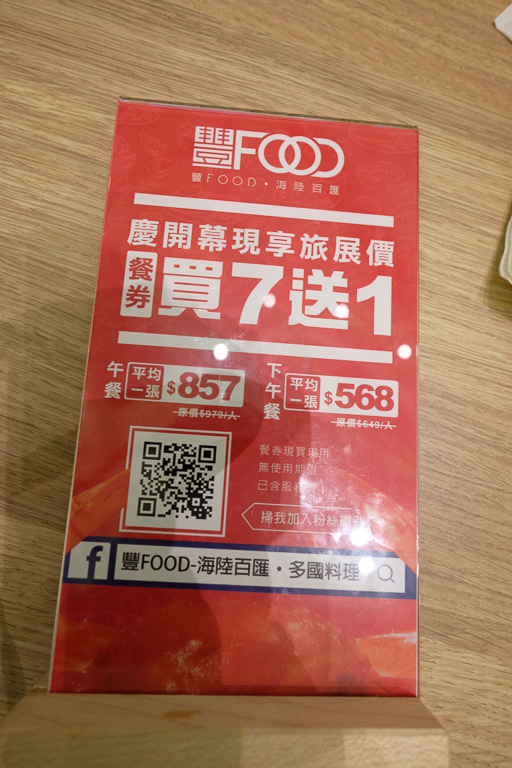 豐FOOD
豐FOOD・海陸百匯
慶開幕現享旅展價
餐券 買7送1
午餐 平均一張 $857
原價$979/人
下午餐 平均一張 $568
原價$649/人
餐券現買現用
無使用期限
已含服
掃我加入粉絲
豐FOOD-海陸百匯・多國料理